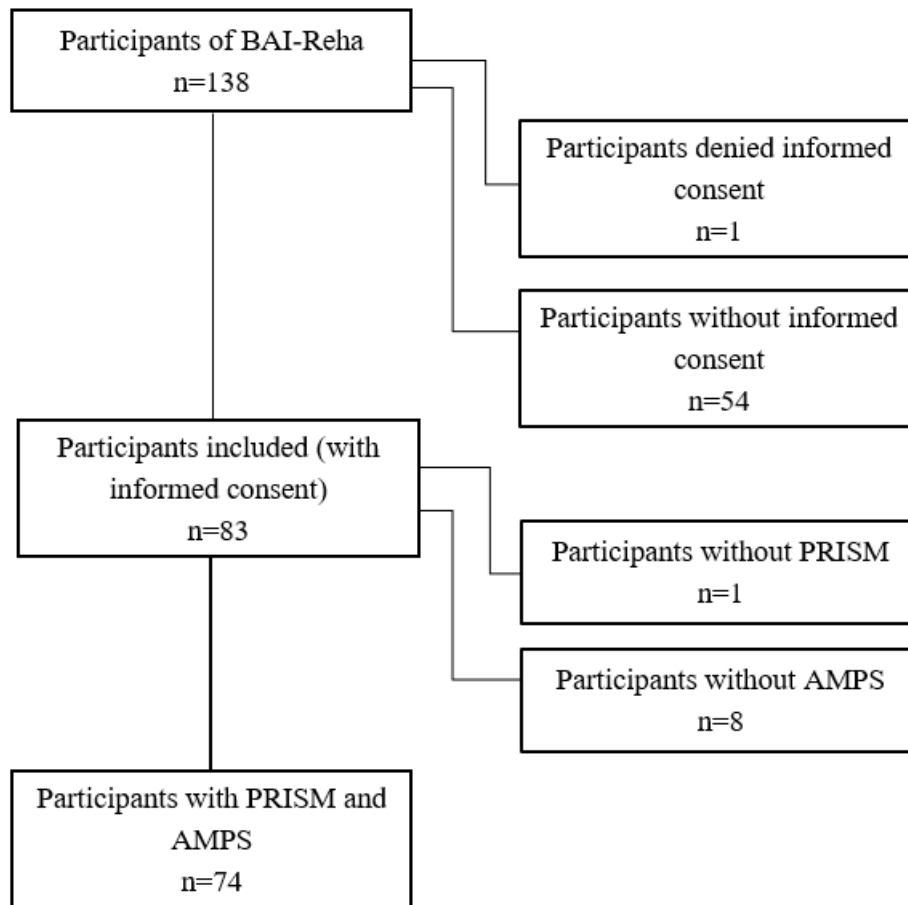 Participants of BAI-Reha
n=138
Participants denied informed
consent
n=1
Participants without informed
consent
n=54
Participants included (with
informed consent)
n=83
Participants without PRISM
n=1
Participants without AMPS
n=8
Participants with PRISM and
AMPS
n=74